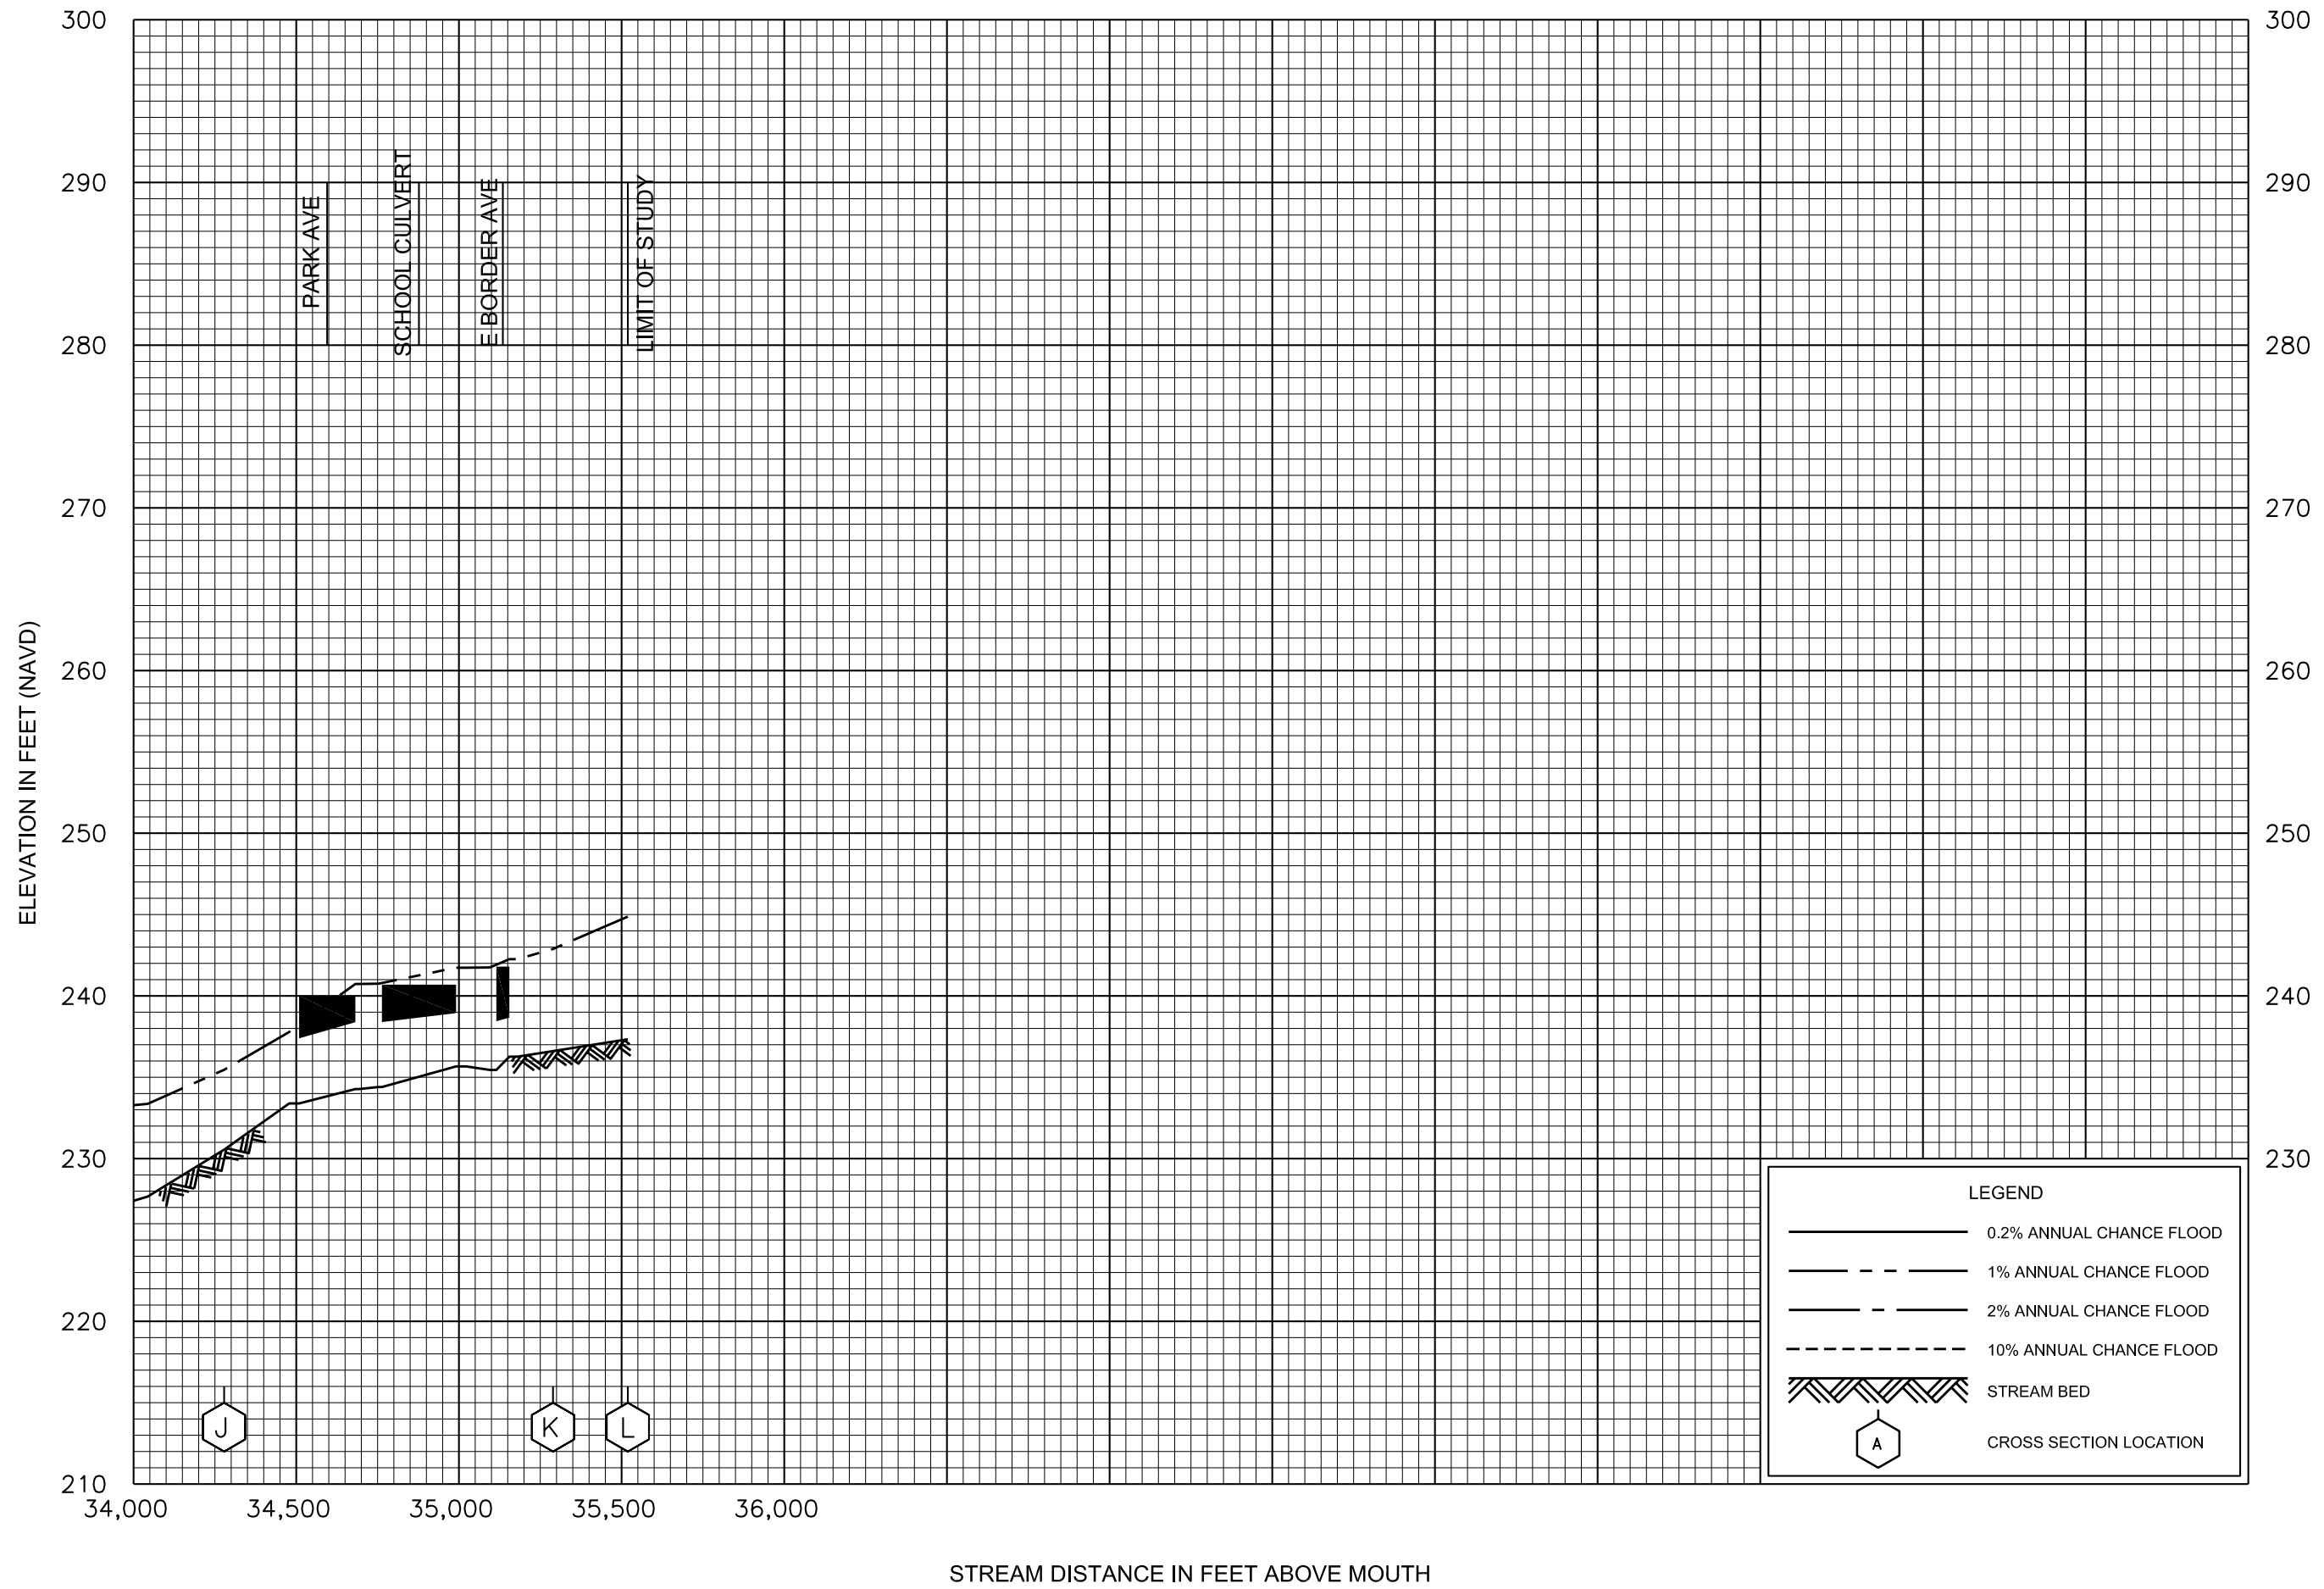 300
300
290
290
280
280
270
270
260
260
250
250
240
240
230
230
220
210
PARK AVE
SCHOOL CULVERT
E BORDER AVE
LIMIT OF STUDY
ELEVATION IN FEET (NAVD)
J
K
L
34,000
34,500
35,000
35,500
36,000
STREAM DISTANCE IN FEET ABOVE MOUTH
LEGEND
0.2% ANNUAL CHANCE FLOOD
1% ANNUAL CHANCE FLOOD
2% ANNUAL CHANCE FLOOD
10% ANNUAL CHANCE FLOOD
STREAM BED
A
CROSS SECTION LOCATION